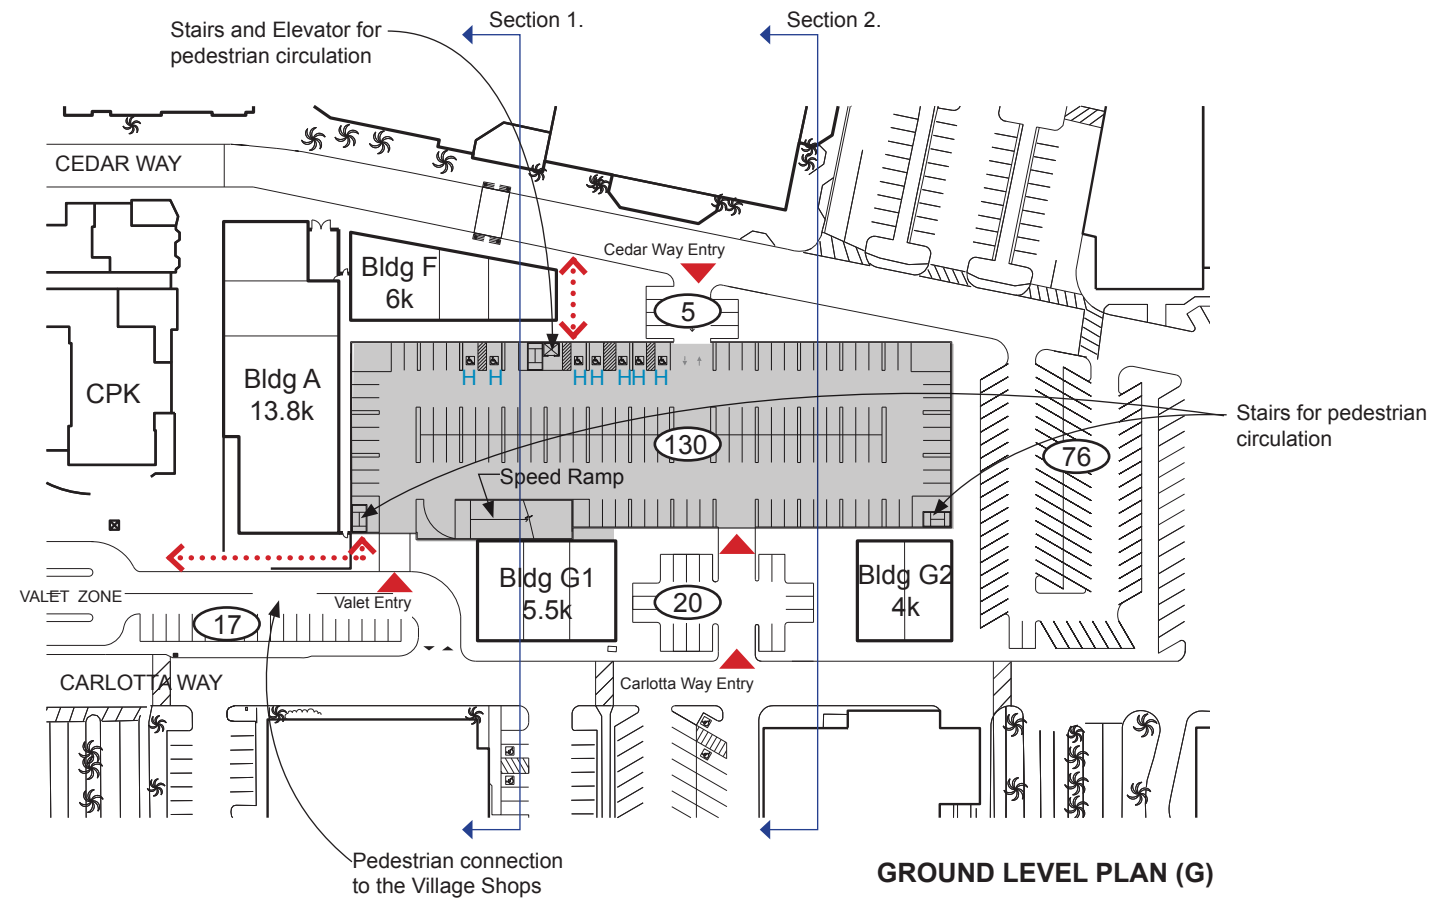 Section 1.
Section 2.
Stairs and Elevator for
pedestrian circulation
CEDAR WAY
Cedar Way Entry
Bldg F
6k
5
Bldg A
13.8k
CPK
H H H H H H H
130
Stairs for pedestrian
circulation
76
Speed Ramp
Bldg G1
5.5k
Bldg G2
4k
20
VALET ZONE
Valet Entry
17
CARLOTTA WAY
Carlotta Way Entry
Pedestrian connection
to the Village Shops
GROUND LEVEL PLAN (G)